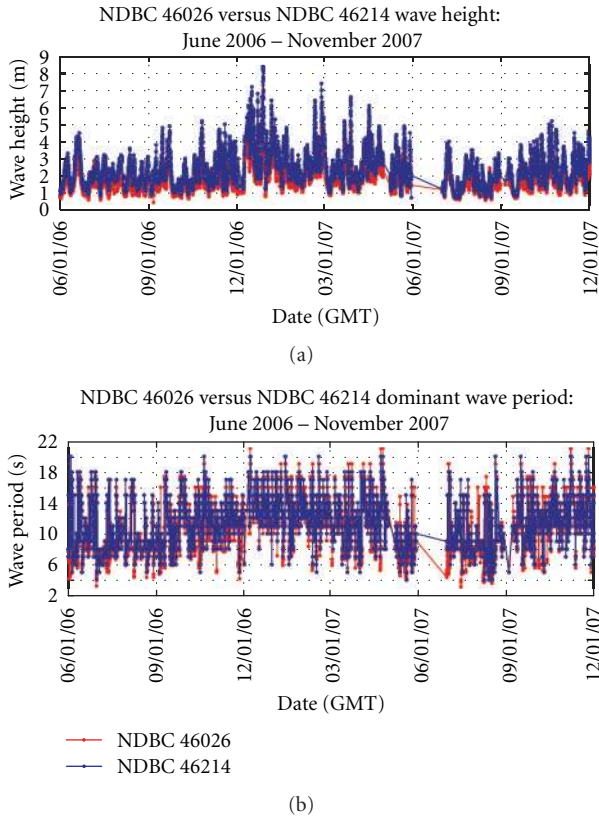 NDBC 46026 versus NDBC 46214 wave height:
June 2006 – November 2007
Wave height (m)
9
8
7
6
5
4
3
2
1
0
06/01/06
09/01/06
12/01/06
03/01/07
06/01/07
09/01/07
12/01/07
Date (GMT)
(a)
NDBC 46026 versus NDBC 46214 dominant wave period:
June 2006 – November 2007
Wave period (s)
22
18
14
10
6
2
06/01/06
09/01/06
12/01/06
03/01/07
06/01/07
09/01/07
12/01/07
Date (GMT)
NDBC 46026
NDBC 46214
(b)